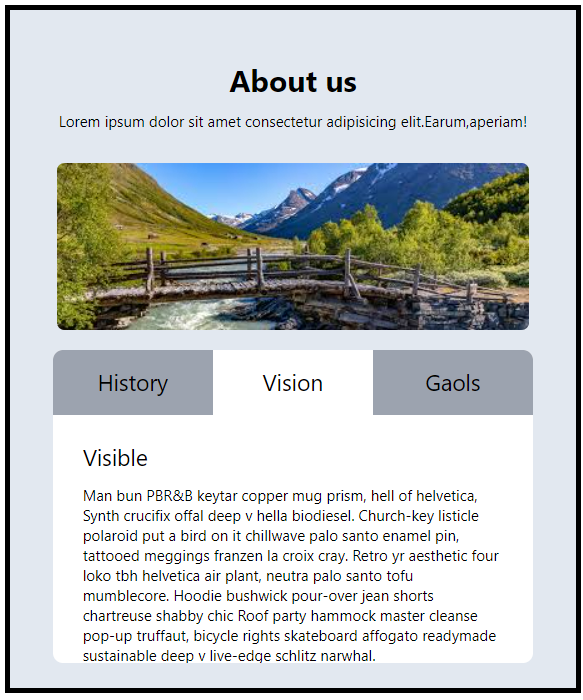 About us
Lorem ipsum dolor sit amet consectetur adipisicing elit.Earum,aperiam!
History Vision Gaols
Visible
Man bun PBR&B keytar copper mug prism, hell of helvetica,
Synth crucifix offal deep v hella biodiesel. Church-key listicle
polaroid put a bird on it chillwave palo santo enamel pin,
tattooed meggings franzen la croix cray. Retro yr aesthetic four
loko tbh helvetica air plant, neutra palo santo tofu
mumblecore. Hoodie bushwick pour-over jean shorts
chartreuse shabby chic Roof party hammock master cleanse
pop-up truffaut, bicycle rights skateboard affogato readymade
sustainable deep v live-edge schlitz narwhal.